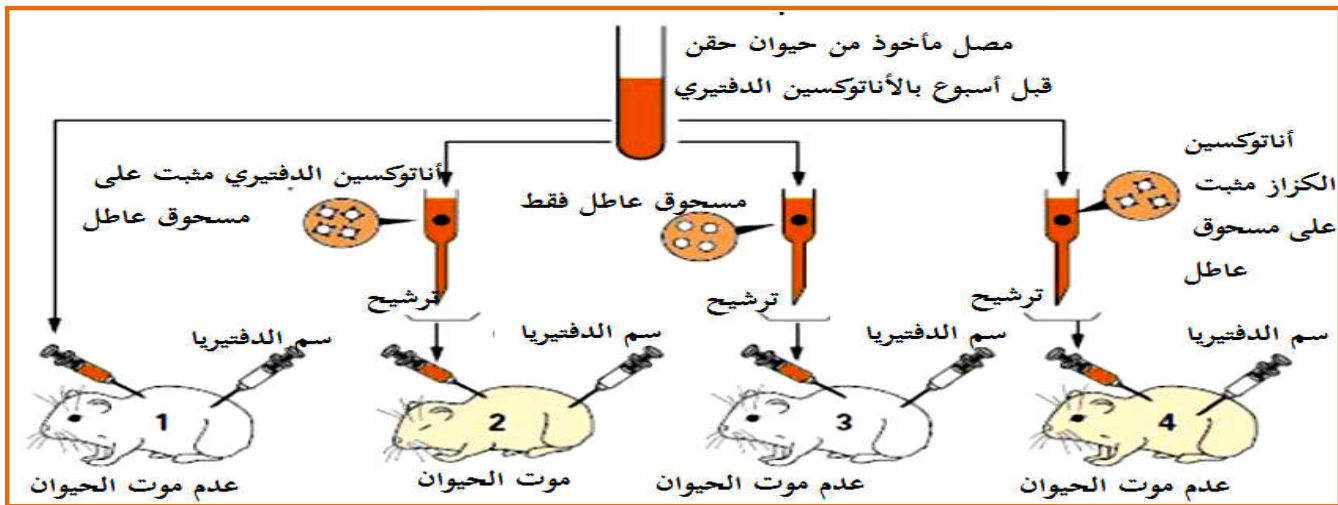 مصل مأخوذ من حيوان حقن
قبل أسبوع بالأناتوكسين الدفتيري
أناتوكسين
الكزاز مثبت
على مسحوق
عاطل
مسحوق عاطل فقط
أناتوكسين الدفتيري مثبت على
مسحوق عاطل
ترشيح
ترشيح
ترشيح
سم الدفتيريا
سم الدفتيريا
سم الدفتيريا
سم الدفتيريا
1
2
3
4
عدم موت الحيوان
موت الحيوان
عدم موت الحيوان
عدم موت الحيوان